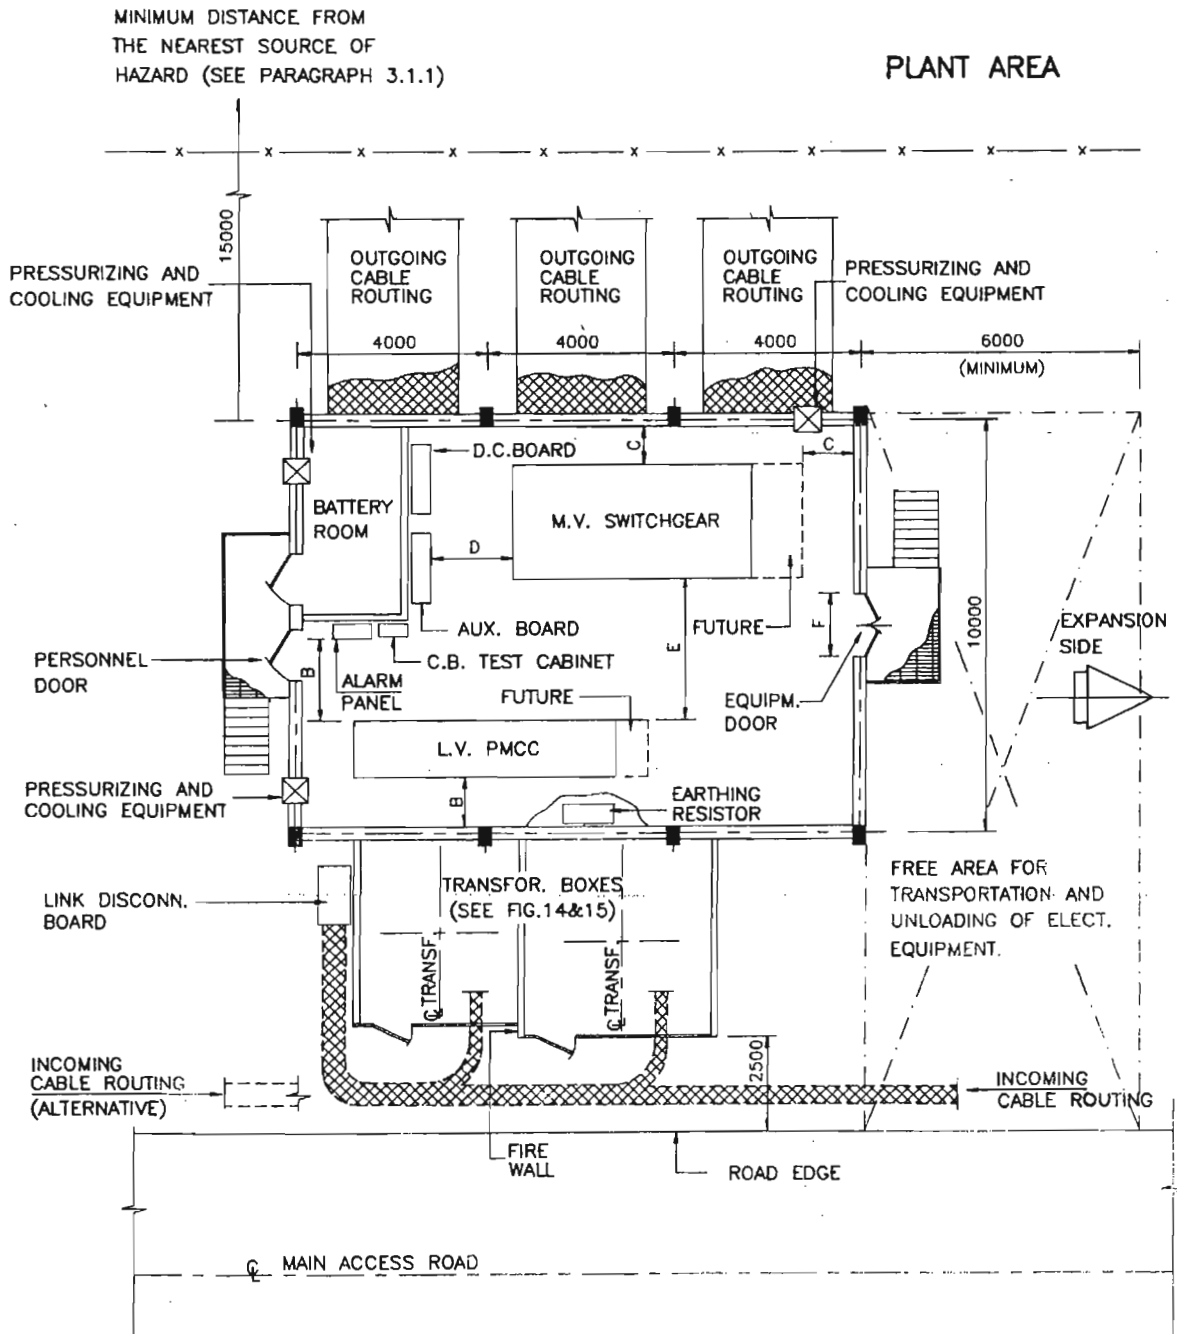 MINIMUM DISTANCE FROM
THE NEAREST SOURCE OF
HAZARD (SEE PARAGRAPH 3.1.1)
PLANT AREA
15000
PRESSURIZING AND
COOLING EQUIPMENT
OUTGOING
CABLE
ROUTING
OUTGOING
CABLE
ROUTING
OUTGOING
CABLE
ROUTING
PRESSURIZING AND
COOLING EQUIPMENT
4000
4000
4000
6000
(MINIMUM)
D.C.BOARD
C
C
BATTERY
ROOM
M.V. SWITCHGEAR
D
AUX. BOARD
FUTURE
F
E
10000
EXPANSION
SIDE
PERSONNEL
DOOR
C.B. TEST CABINET
B
ALARM
PANEL
FUTURE
EQUIPM.
DOOR
L.V. PMCC
PRESSURIZING AND
COOLING EQUIPMENT
B
EARTHING
RESISTOR
LINK DISCONN.
BOARD
TRANSFOR. BOXES
(SEE FIG.14&15)
FREE AREA FOR
TRANSPORTATION AND
UNLOADING OF ELECT.
EQUIPMENT.
℄ TRANSF
℄ TRANSF
2500
INCOMING
CABLE ROUTING
(ALTERNATIVE)
INCOMING
CABLE ROUTING
FIRE
WALL
ROAD EDGE
℄ MAIN ACCESS ROAD